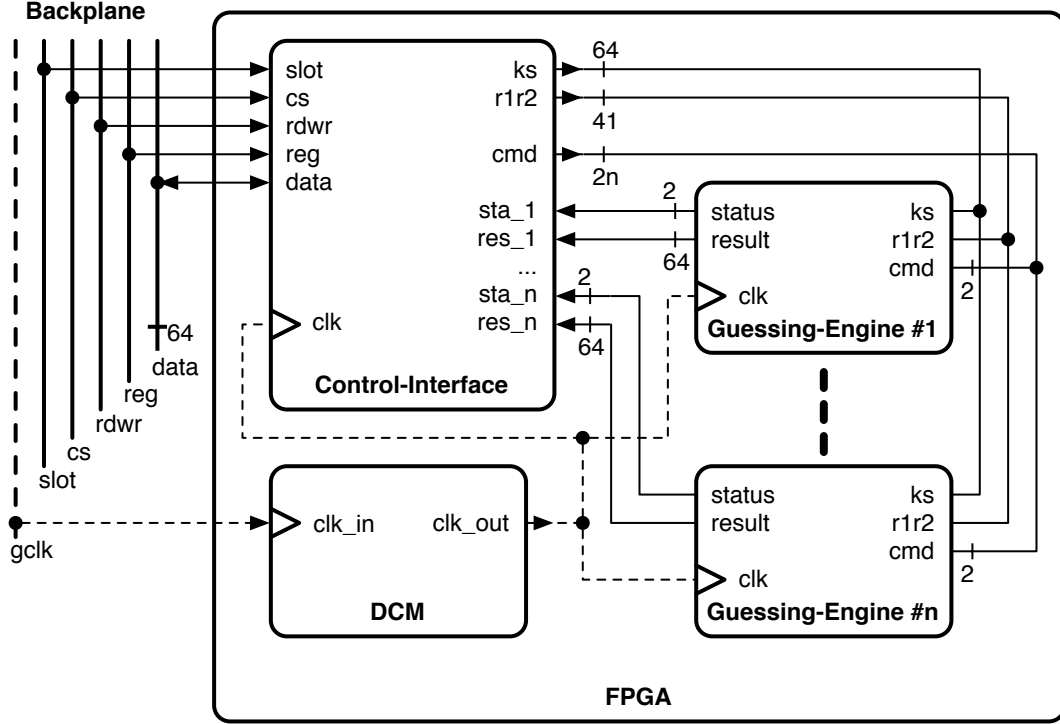 Backplane
64
slot
ks
cs
r1r2
rdwr
41
reg
cmd
data
2n
sta_1
2
status
ks
res_1
64
result
r1r2
...
cmd
2
sta_n
2
clk
64
clk
res_n
64
Guessing-Engine #1
data
reg
Control-Interface
rdwr
cs
slot
status
ks
gclk
clk_in
clk_out
result
r1r2
cmd
2
clk
DCM
Guessing-Engine #n
FPGA